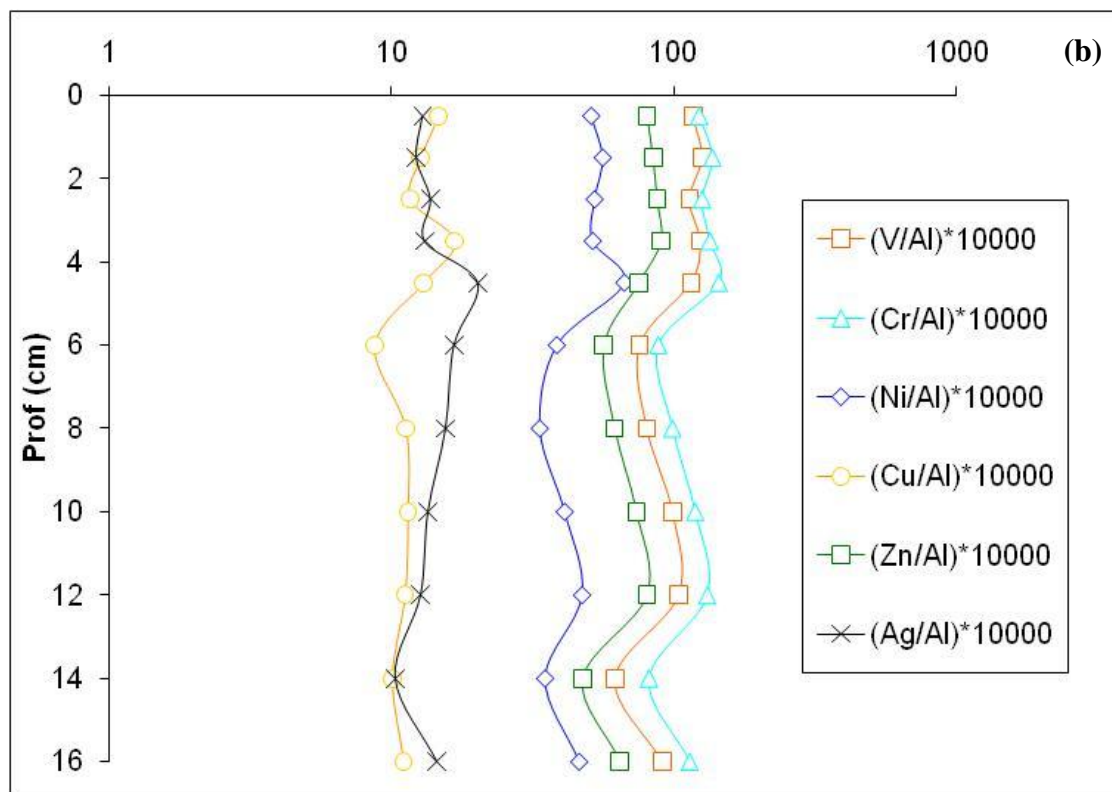 1 10 100 1000 (b)
0
2
4
6
8
10
12
14
16
Prof (cm)
(V/Al)*10000
(Cr/Al)*10000
(Ni/Al)*10000
(Cu/Al)*10000
(Zn/Al)*10000
(Ag/Al)*10000